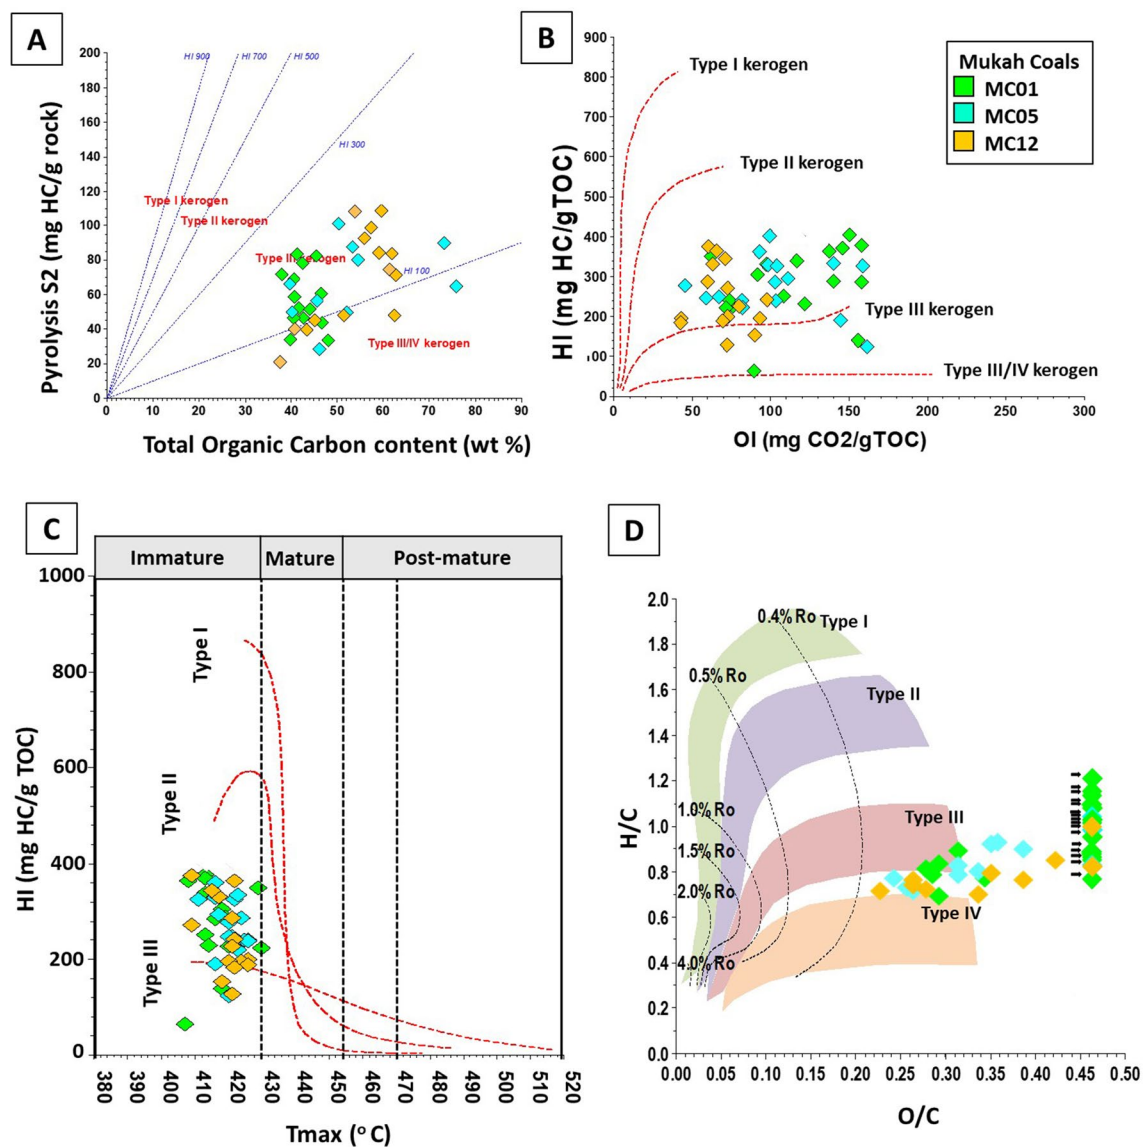 A
Pyrolysis S2 (mg HC/g rock)
200
180
160
140
120
100
80
60
40
20
0
HI 900
HI 700
HI 500
HI 300
HI 100
Type I kerogen
Type II kerogen
Type III/IV kerogen
0
10
20
30
40
50
60
70
80
90
Total Organic Carbon content (wt %)
B
HI (mg HC/gTOC)
900
800
700
600
500
400
300
200
100
0
Type I kerogen
Type II kerogen
Type III kerogen
Type III/IV kerogen
0
50
100
150
200
250
300
OI (mg CO2/gTOC)
Mukah Coals
MC01
MC05
MC12
C
Immature
Mature
Post-mature
HI (mg HC/g TOC)
1000
800
600
400
200
0
Type I
Type II
Type III
380
390
400
410
420
430
440
450
460
470
480
490
500
510
520
Tmax (o C)
D
H/C
2.0
1.8
1.6
1.4
1.2
1.0
0.8
0.6
0.4
0.2
0.0
0.4% Ro
0.5% Ro
1.0% Ro
1.5% Ro
2.0% Ro
4.0% Ro
Type I
Type II
Type III
Type IV
0.00
0.05
0.10
0.15
0.20
0.25
0.30
0.35
0.40
0.45
0.50
O/C